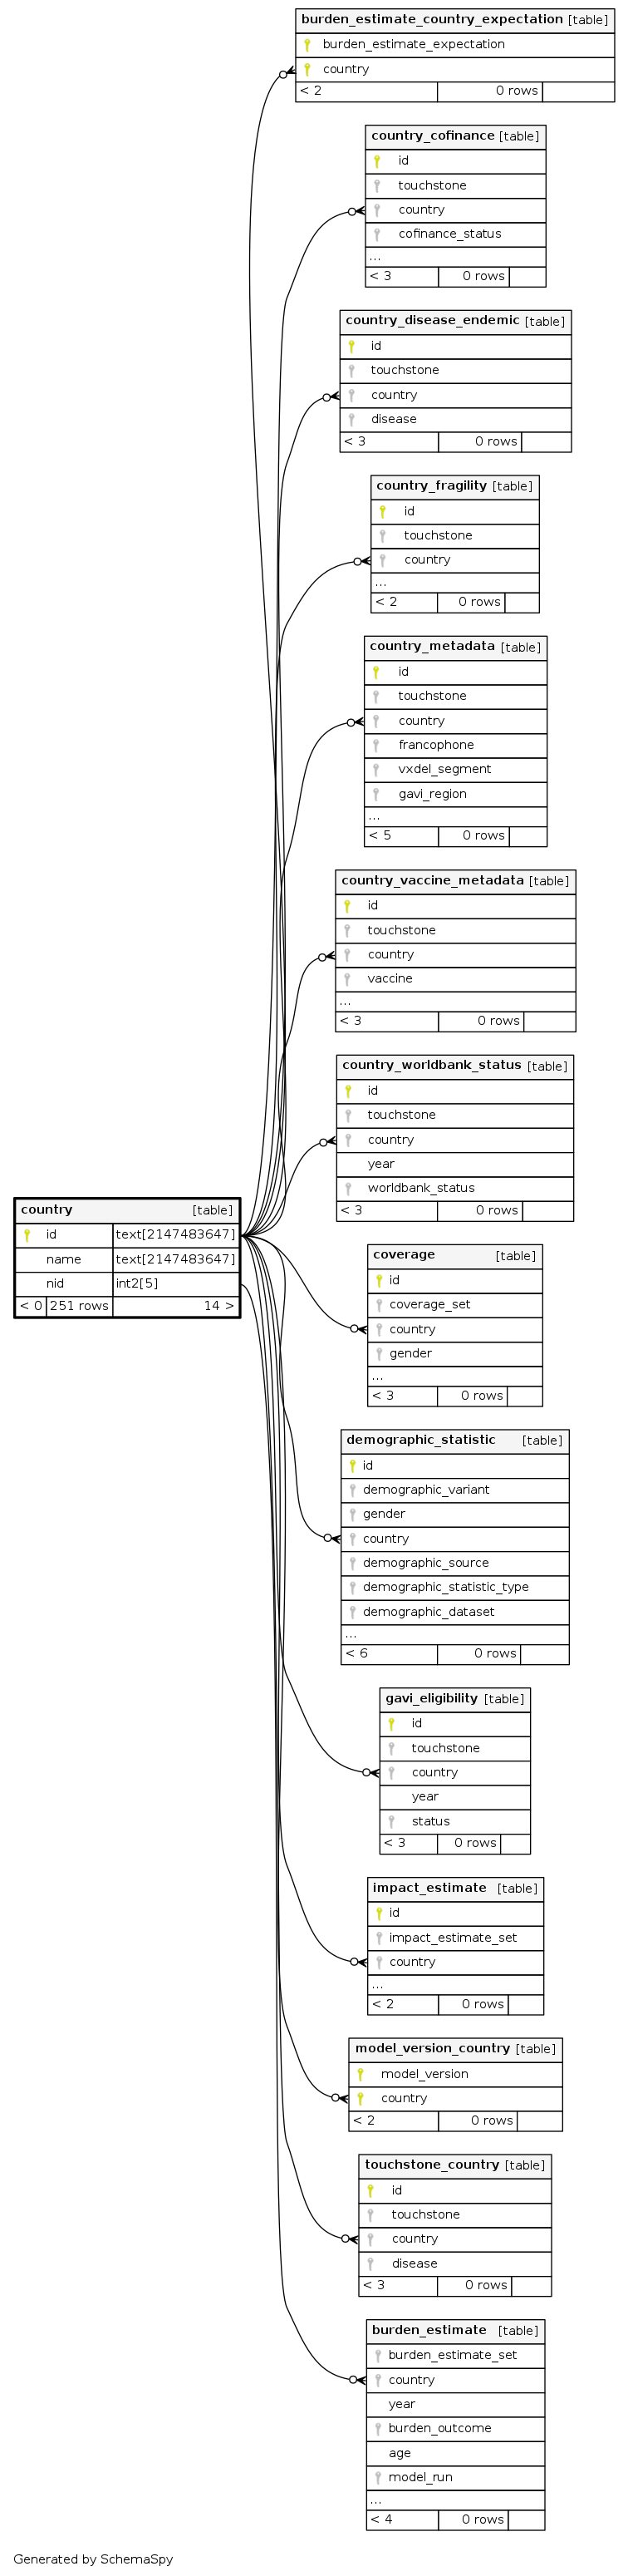 burden_estimate_country_expectation [table]
burden_estimate_expectation
country
< 2 0 rows
country_cofinance [table]
id
touchstone
country
cofinance_status
...
< 3 0 rows
country_disease_endemic [table]
id
touchstone
country
disease
< 3 0 rows
country_fragility [table]
id
touchstone
country
...
< 2 0 rows
country_metadata [table]
id
touchstone
country
francophone
vxdel_segment
gavi_region
...
< 5 0 rows
country_vaccine_metadata [table]
id
touchstone
country
vaccine
...
< 3 0 rows
country_worldbank_status [table]
id
touchstone
country
year
worldbank_status
< 3 0 rows
country [table]
id text[2147483647]
name text[2147483647]
nid int2[5]
< 0 251 rows 14 >
coverage [table]
id
coverage_set
country
gender
...
< 3 0 rows
demographic_statistic [table]
id
demographic_variant
gender
country
demographic_source
demographic_statistic_type
demographic_dataset
...
< 6 0 rows
gavi_eligibility [table]
id
touchstone
country
year
status
< 3 0 rows
impact_estimate [table]
id
impact_estimate_set
country
...
< 2 0 rows
model_version_country [table]
model_version
country
< 2 0 rows
touchstone_country [table]
id
touchstone
country
disease
< 3 0 rows
burden_estimate [table]
burden_estimate_set
country
year
burden_outcome
age
model_run
...
< 4 0 rows
Generated by SchemaSpy